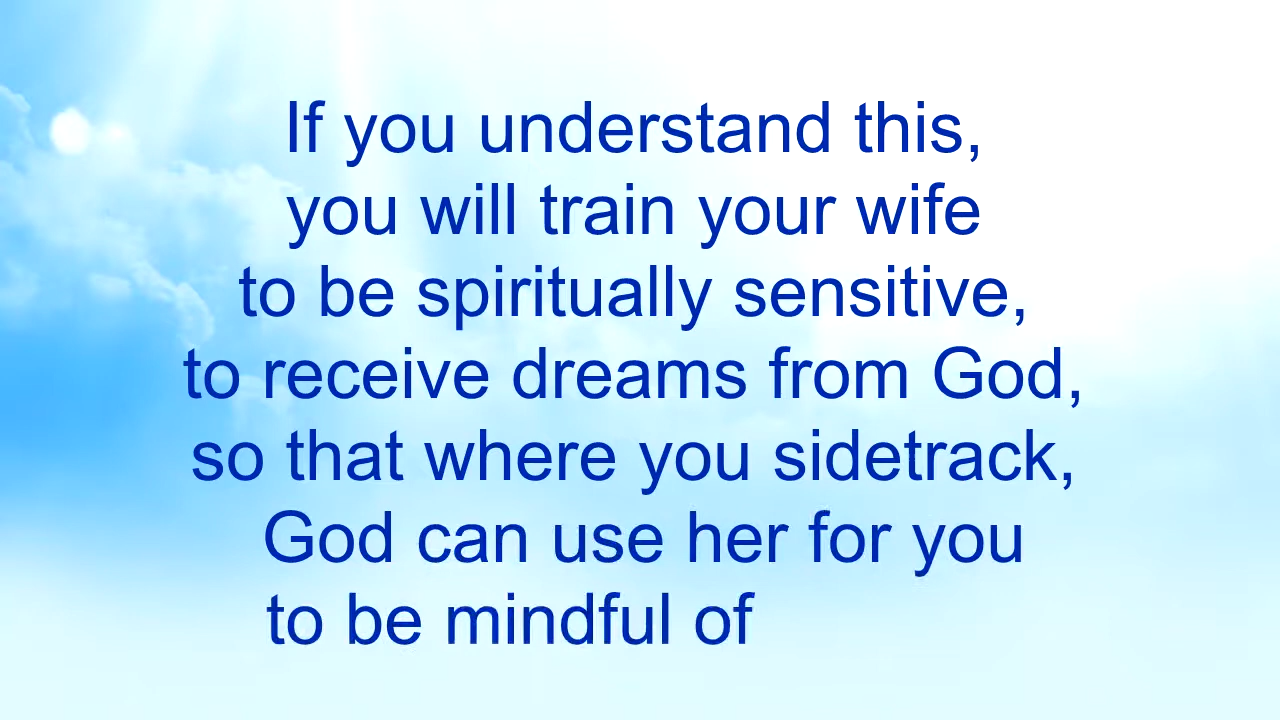 If you understand this,
you will train your wife
to be spiritually sensitive,
to receive dreams from God,
so that where you sidetrack,
God can use her for you
to be mindful of